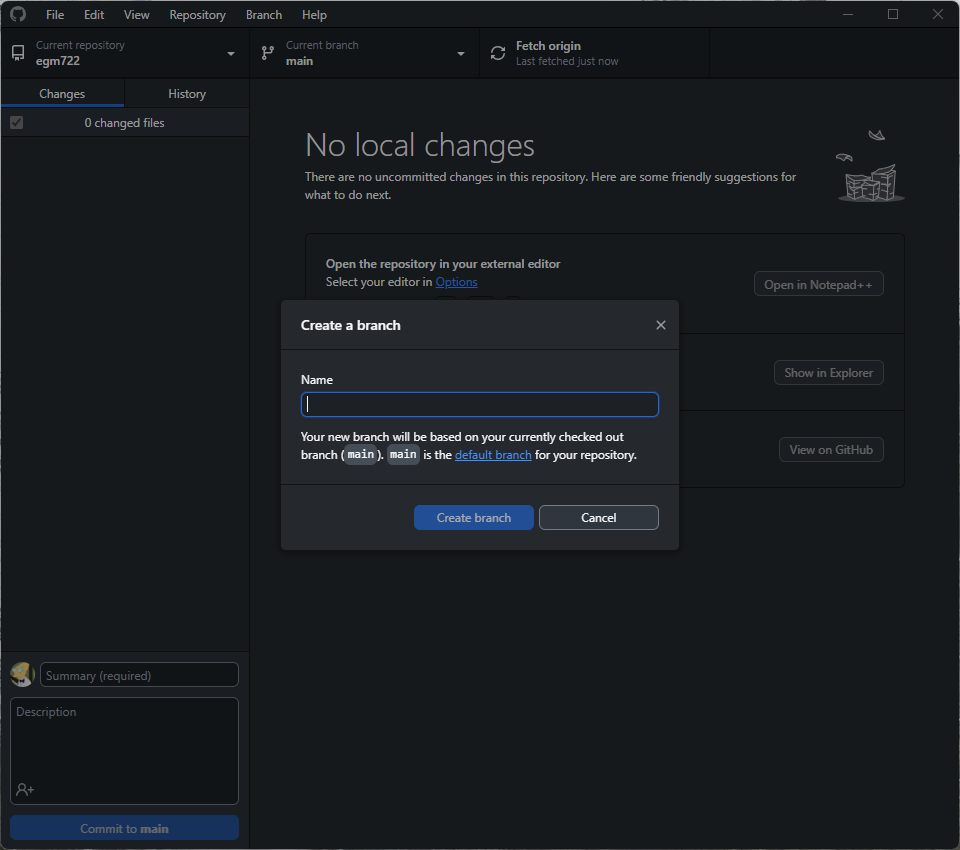 File Edit View Repository Branch Help
Current repository
egm722
Current branch
main
Fetch origin
Last fetched just now
Changes History
0 changed files
No local changes
There are no uncommitted changes in this repository. Here are some friendly suggestions for
what to do next.
Open the repository in your external editor
Select your editor in Options
Open in Notepad++
Show in Explorer
View on GitHub
Create a branch
Name
Your new branch will be based on your currently checked out
branch (main). main is the default branch for your repository.
Create branch Cancel
Summary (required)
Description
Commit to main